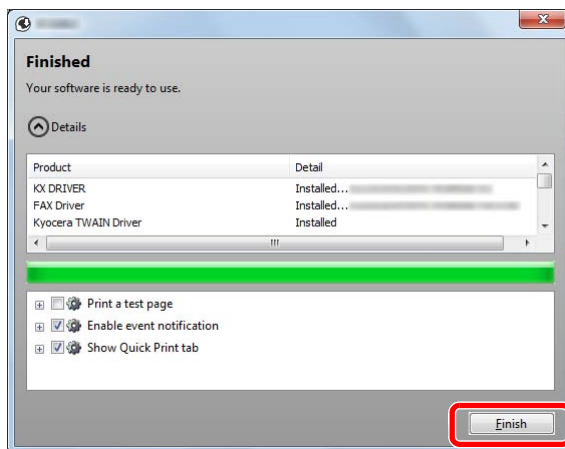 Finished
Your software is ready to use.
Details
Product Detail
KX DRIVER Installed...
FAX Driver Installed...
Kyocera TWAIN Driver Installed
Print a test page
Enable event notification
Show Quick Print tab
Finish